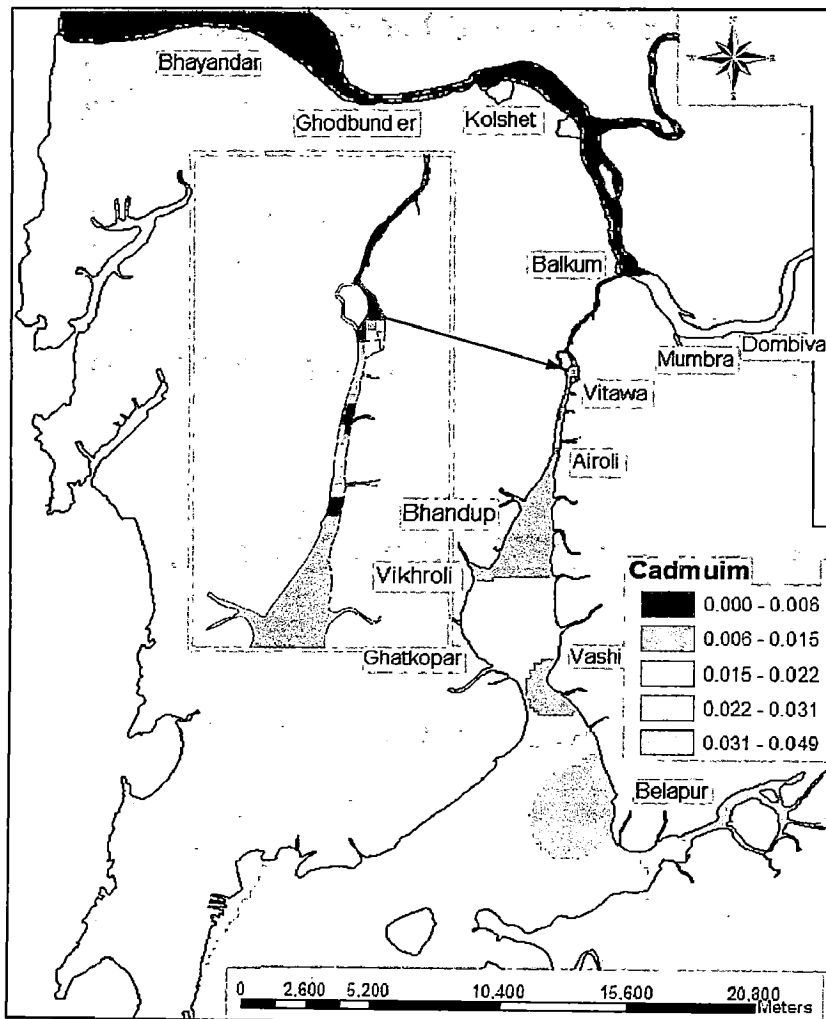 Bhayandar
Ghodbunder
Kolshet
Balkum
Mumbra
Dombiva
Vitawa
Airoli
Bhandup
Vikhroli
Ghatkopar
Vashi
Belapur
Cadmuim
0.000 - 0.006
0.006 - 0.015
0.015 - 0.022
0.022 - 0.031
0.031 - 0.049
0 2,600 5,200 10,400 15,600 20,800
Meters